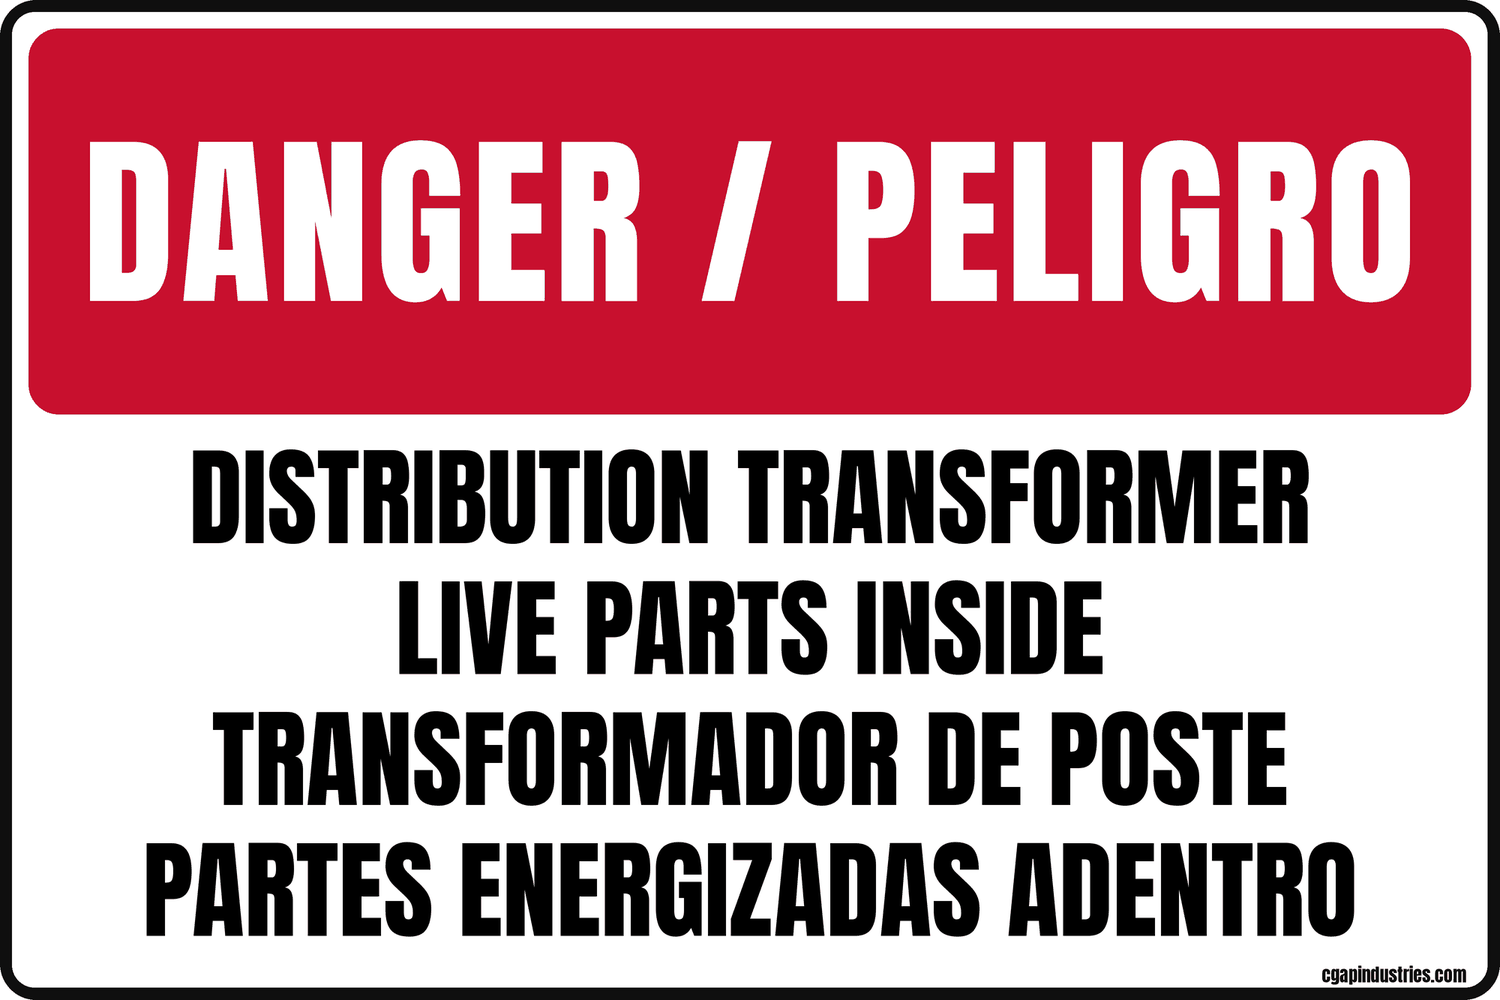 DANGER / PELIGRO
DISTRIBUTION TRANSFORMER
LIVE PARTS INSIDE
TRANSFORMADOR DE POSTE
PARTES ENERGIZADAS ADENTRO
cgapindustries.com